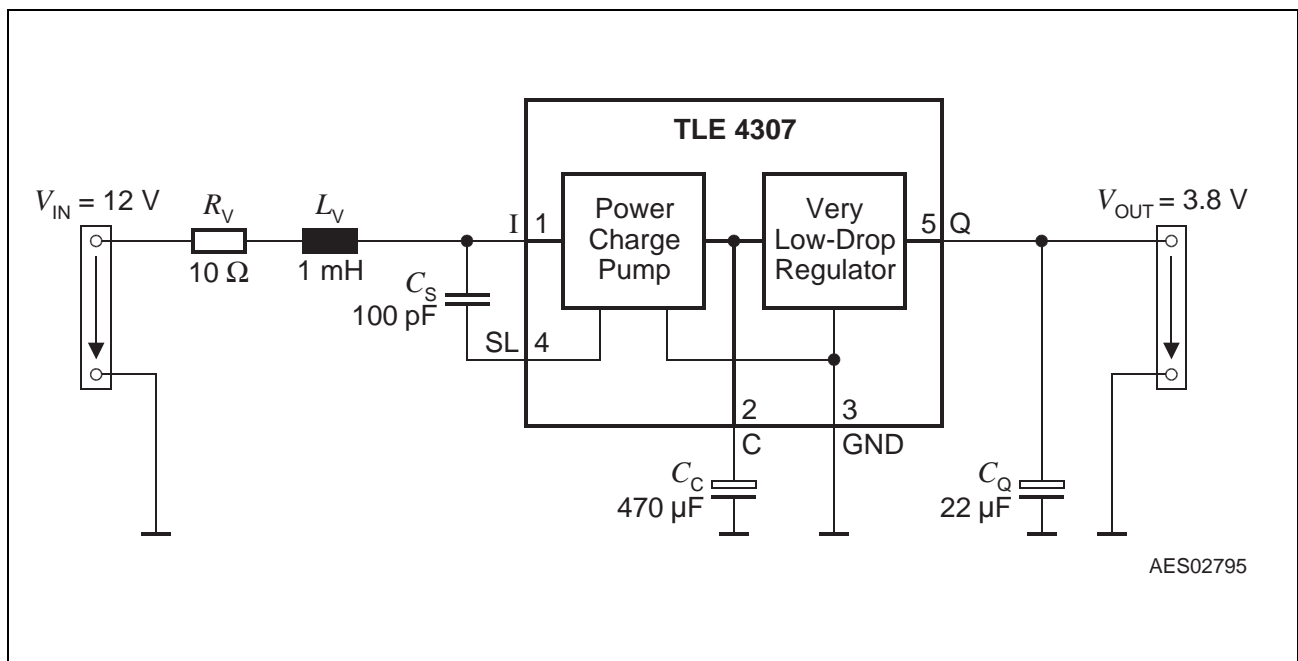 TLE 4307
V_IN = 12 V
R_V
10 Ω
L_V
1 mH
C_S
100 pF
I
1
SL
4
Power
Charge
Pump
Very
Low-Drop
Regulator
5
Q
V_OUT = 3.8 V
2
C
3
GND
C_C
470 µF
C_Q
22 µF
AES02795